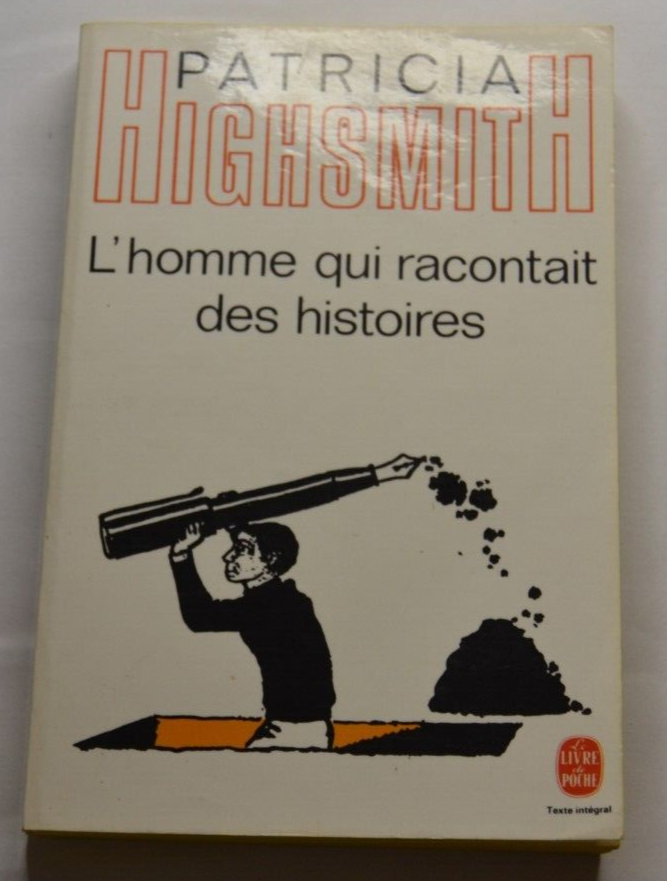 PATRICIA
HIGHSMITH
L'homme qui racontait
des histoires
Le
LIVRE
de
POCHE
Texte intégral